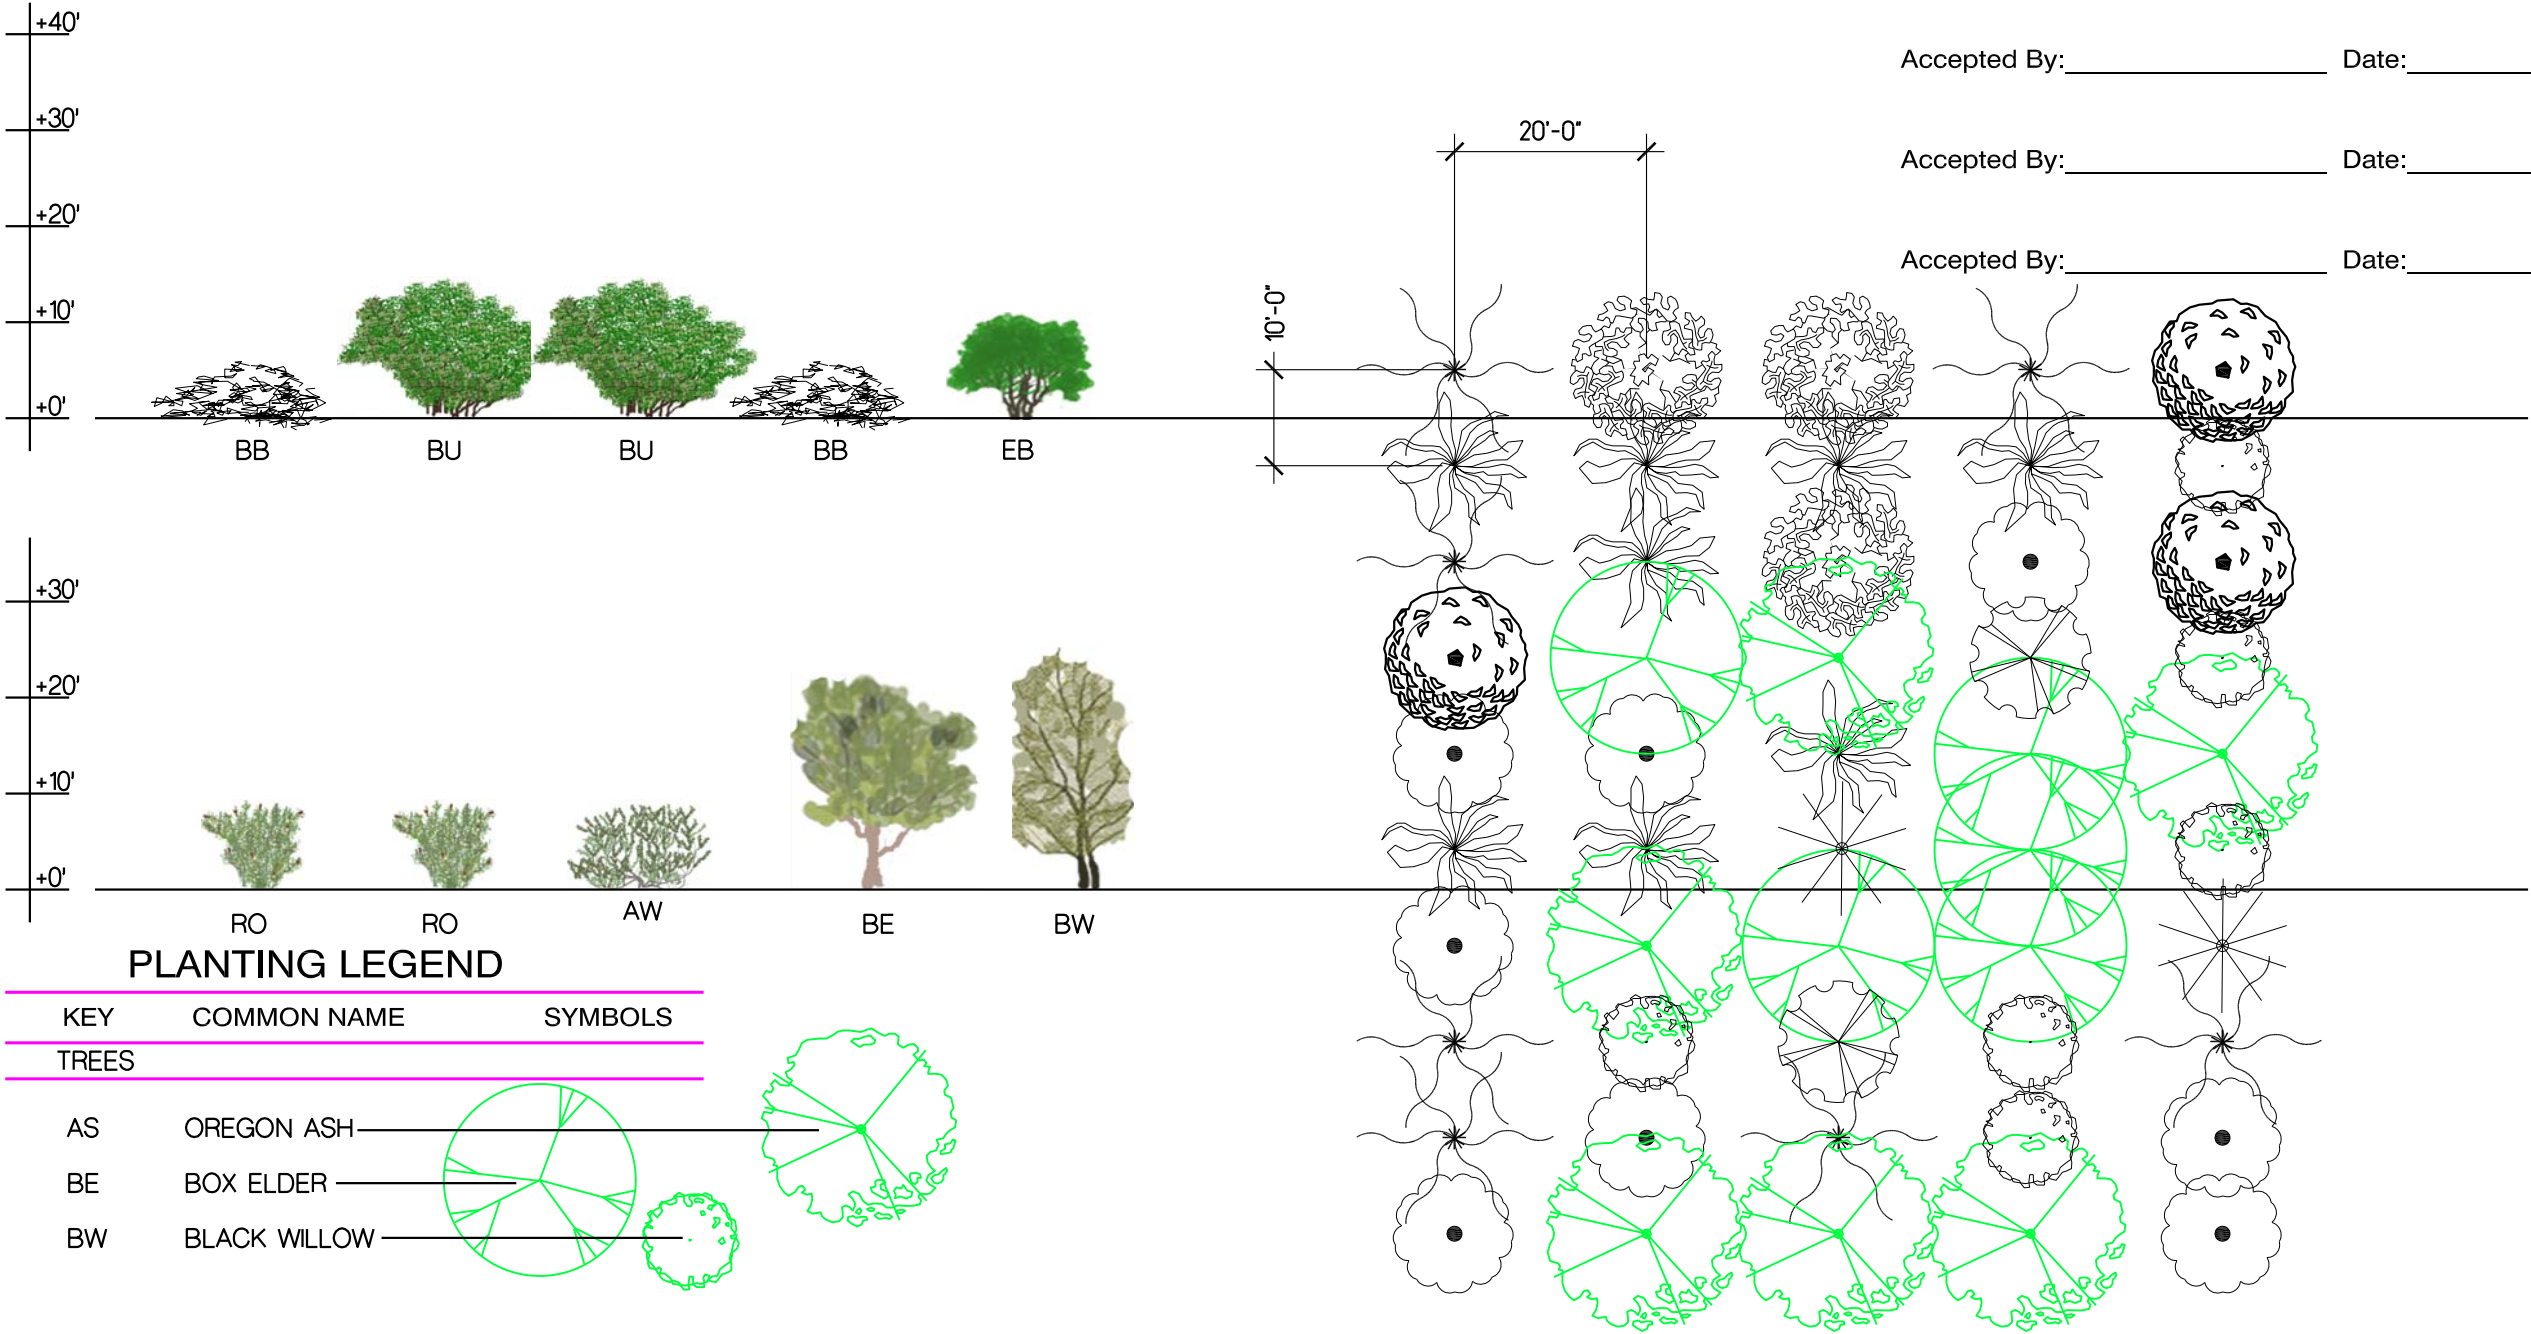 +40'
+30'
+20'
+10'
+0'
BB BU BU BB EB
+30'
+20'
+10'
+0'
RO RO AW BE BW
PLANTING LEGEND
KEY COMMON NAME SYMBOLS
TREES
AS OREGON ASH
BE BOX ELDER
BW BLACK WILLOW
20'-0"
10'-0"
Accepted By: Date:
Accepted By: Date:
Accepted By: Date: